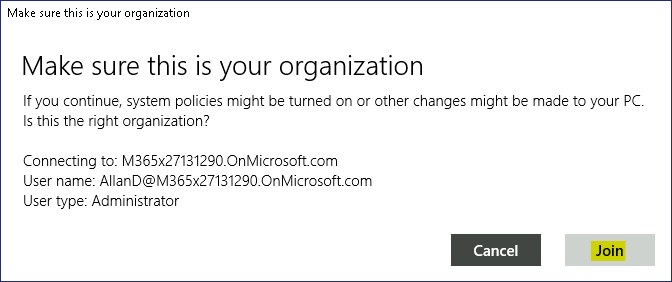 Make sure this is your organization
Make sure this is your organization
If you continue, system policies might be turned on or other changes might be made to your PC.
Is this the right organization?
Connecting to: M365x27131290.OnMicrosoft.com
User name: AllanD@M365x27131290.OnMicrosoft.com
User type: Administrator
Cancel Join